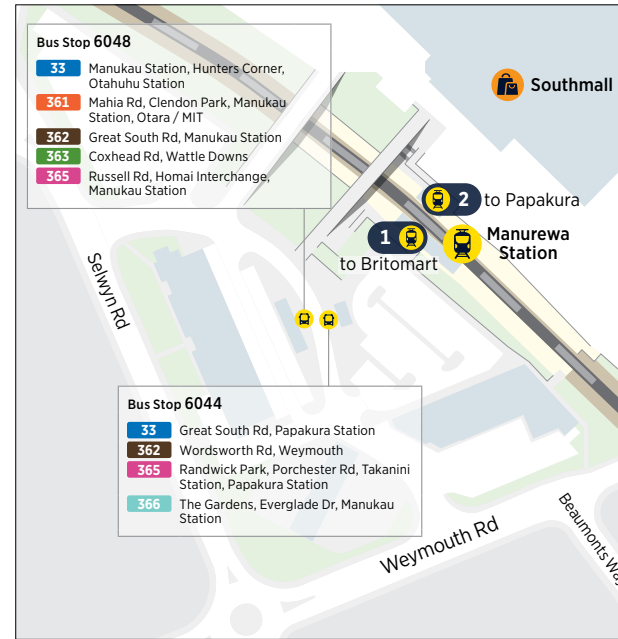 Bus Stop 6048
33 Manukau Station, Hunters Corner,
Otahuhu Station
361 Mahia Rd, Clendon Park, Manukau
Station, Otara / MIT
362 Great South Rd, Manukau Station
363 Coxhead Rd, Wattle Downs
365 Russell Rd, Homai Interchange,
Manukau Station
Southmall
2 to Papakura
1
to Britomart
Manurewa
Station
Selwyn Rd
Bus Stop 6044
33 Great South Rd, Papakura Station
362 Wordsworth Rd, Weymouth
365 Randwick Park, Porchester Rd, Takanini
Station, Papakura Station
366 The Gardens, Everglade Dr, Manukau
Station
Weymouth Rd
Beaumonts Way